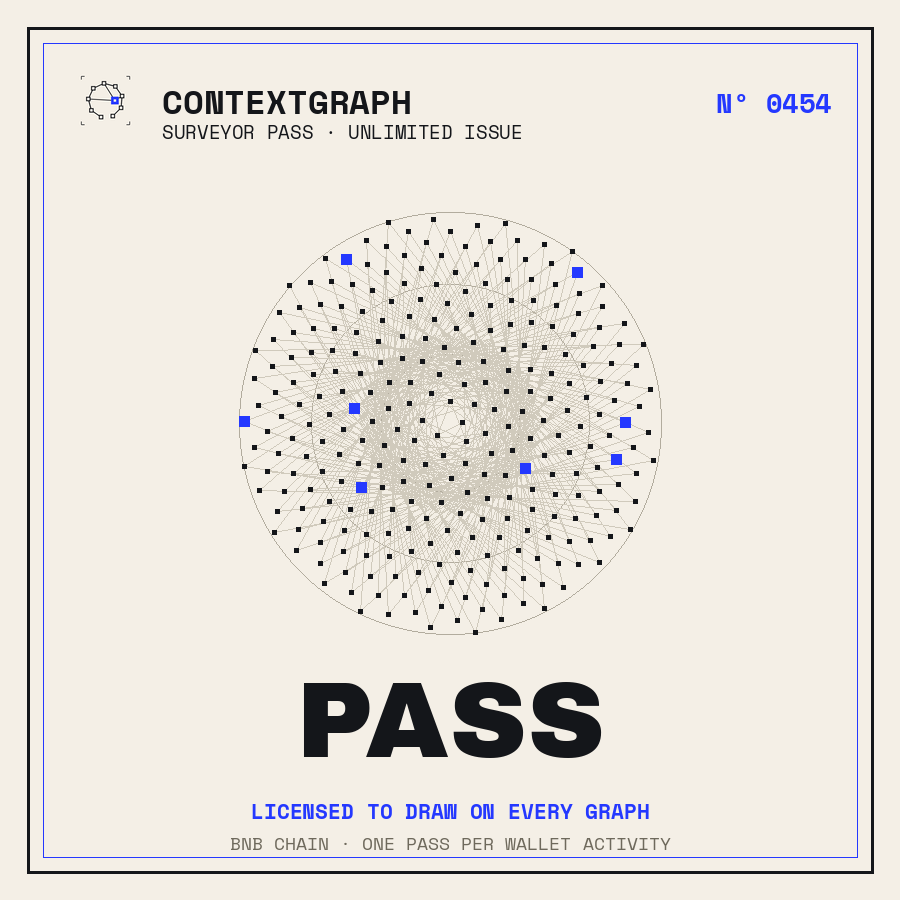 CONTEXTGRAPH
N° 0454
SURVEYOR PASS · UNLIMITED ISSUE
PASS
LICENSED TO DRAW ON EVERY GRAPH
BNB CHAIN · ONE PASS PER WALLET ACTIVITY